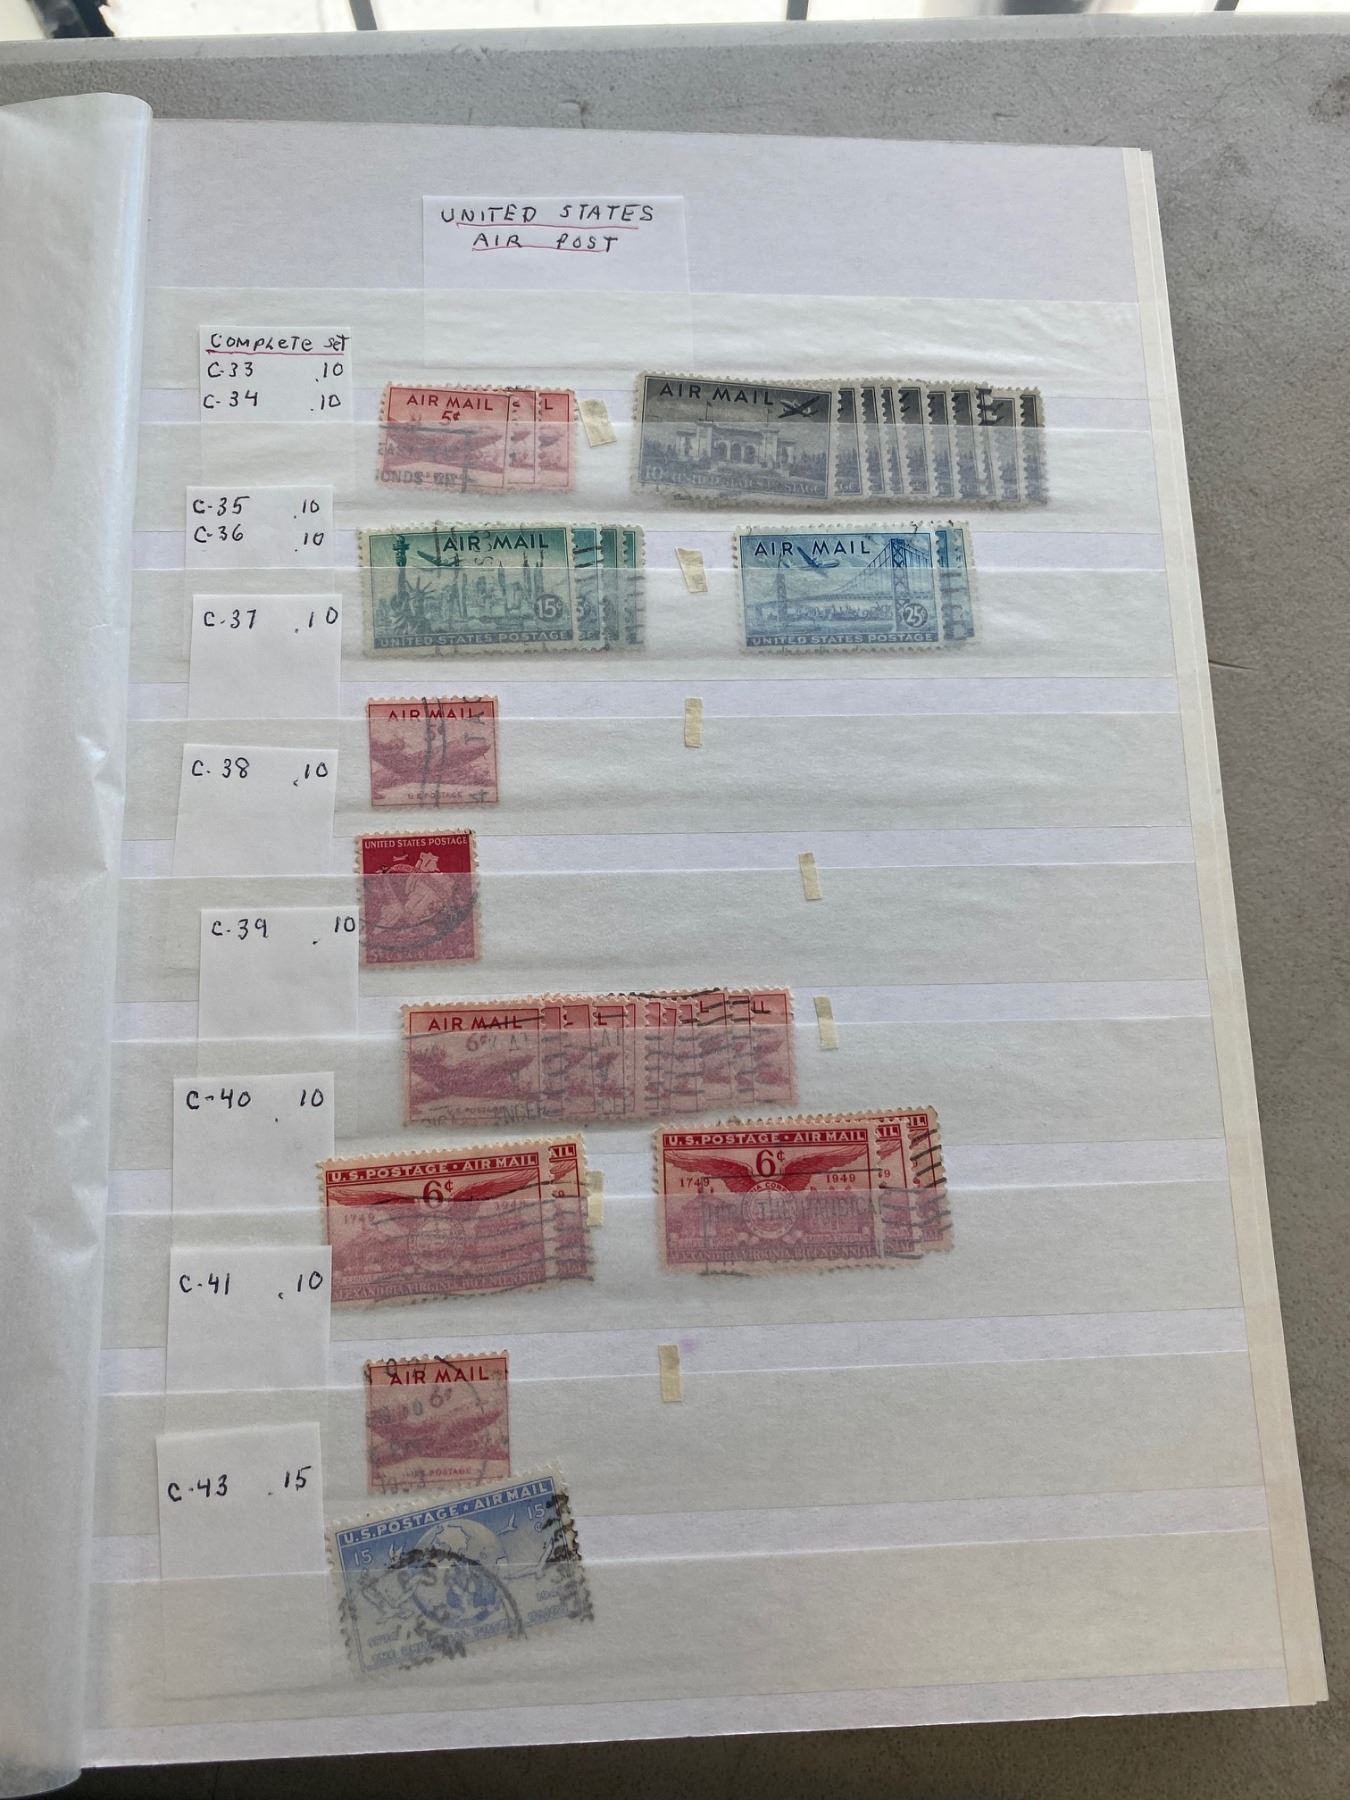 UNITED STATES
AIR POST
COMPLETE SET
C-33 .10
C-34 .10
AIR MAIL
5¢
L
AIR MAIL
10¢ UNITED STATES POSTAGE
C-35 .10
C-36 .10
AIR MAIL
15¢
UNITED STATES POSTAGE
AIR MAIL
25¢
UNITED STATES POSTAGE
C-37 .10
AIR MAIL
5¢
U.S. POSTAGE
C-38 .10
UNITED STATES POSTAGE
C-39 .10
AIR MAIL
6¢
C-40 .10
U.S. POSTAGE • AIR MAIL
AIL
6¢
1749
ALEXANDRIA VIRGINIA BICENTENNIAL
U.S. POSTAGE • AIR MAIL
AIL
6¢
1749 1949
49
ALEXANDRIA VIRGINIA BICENTENNIAL
C-41 .10
AIR MAIL
6¢
U.S. POSTAGE
C-43 .15
U.S. POSTAGE • AIR MAIL
15 15¢